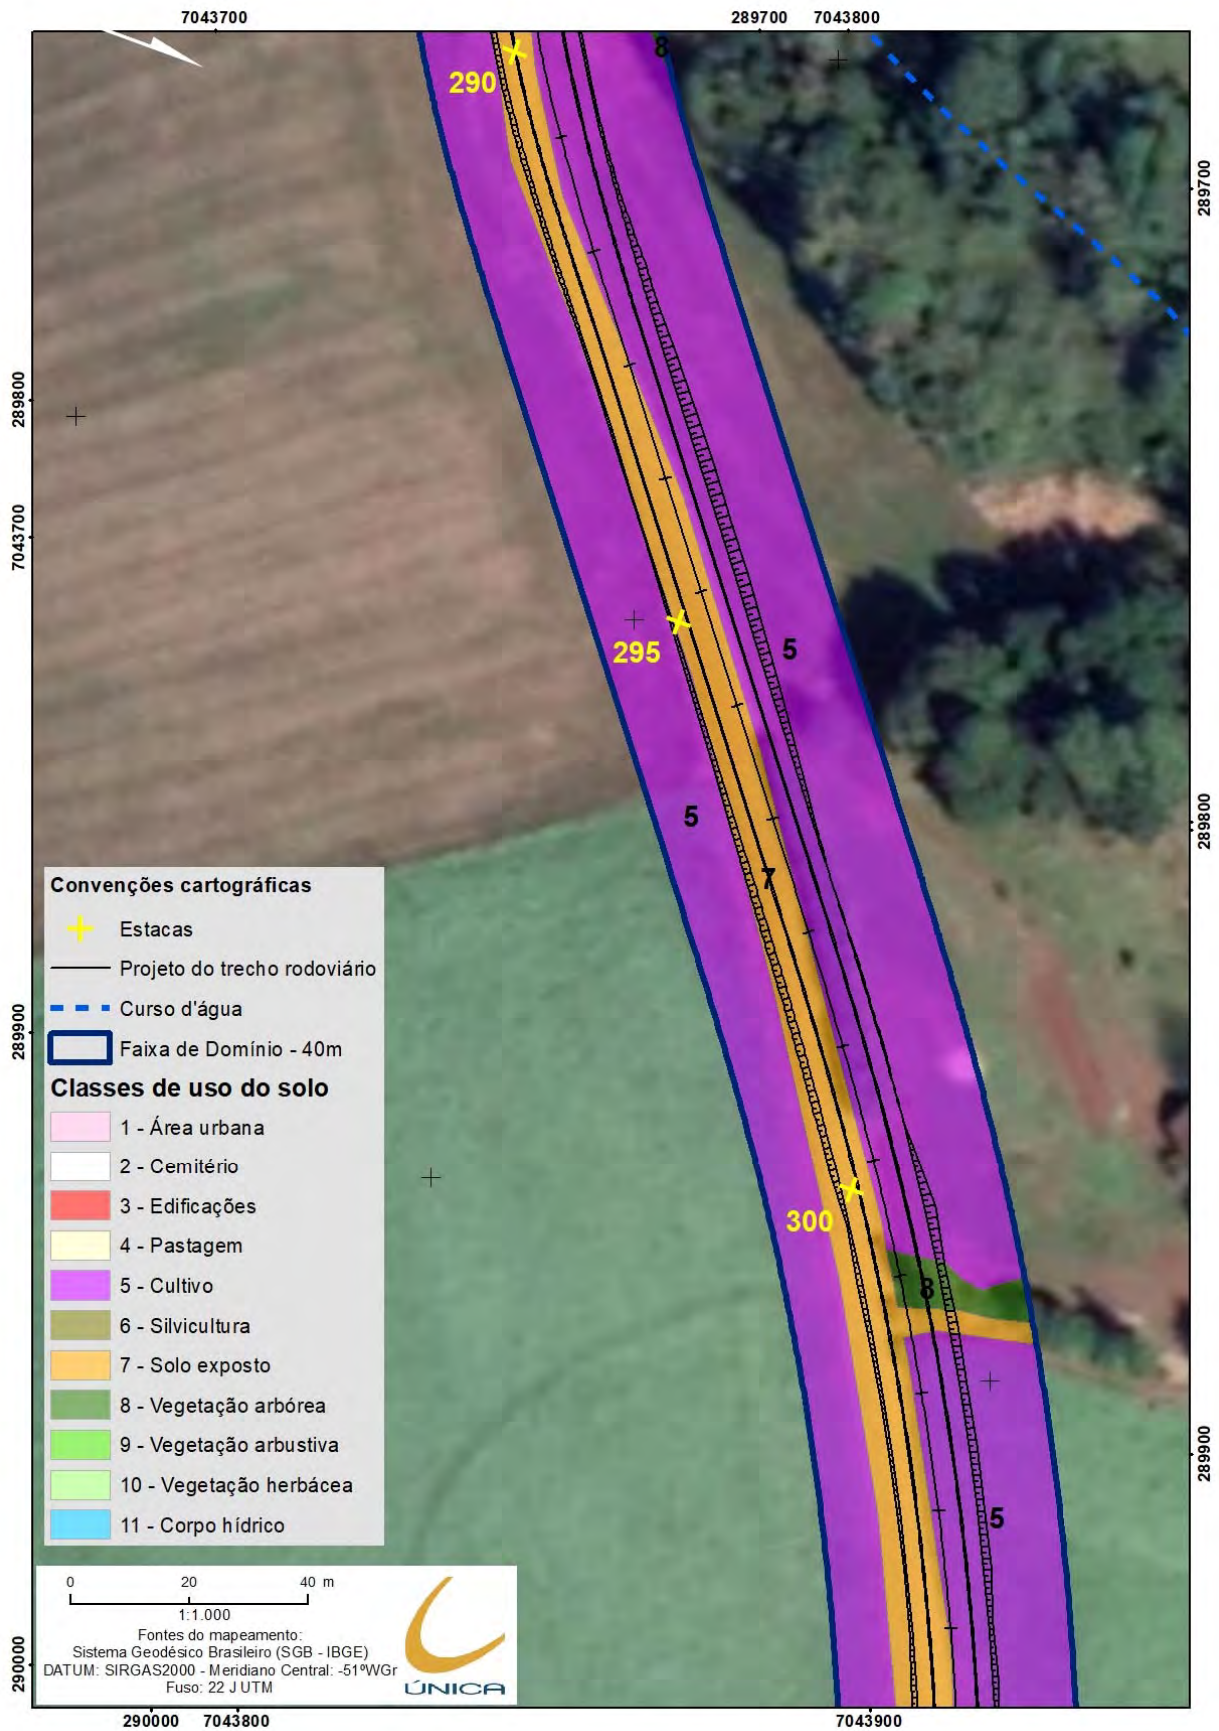 7043700 289700 7043800
8
290
289700
289800
7043700
295
5
5
289800
7
Convenções cartográficas
Estacas
Projeto do trecho rodoviário
Curso d'água
Faixa de Domínio - 40m
289900
Classes de uso do solo
1 - Área urbana
2 - Cemitério
3 - Edificações
4 - Pastagem
5 - Cultivo
6 - Silvicultura
7 - Solo exposto
8 - Vegetação arbórea
9 - Vegetação arbustiva
10 - Vegetação herbácea
11 - Corpo hídrico
300
8
289900
5
0 20 40 m
1:1.000
Fontes do mapeamento:
Sistema Geodésico Brasileiro (SGB - IBGE)
DATUM: SIRGAS2000 - Meridiano Central: -51ºWGr
Fuso: 22 J UTM
ÚNICA
290000
290000 7043800 7043900